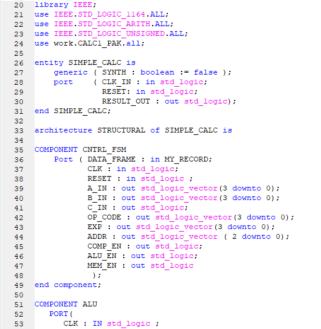 20 library IEEE;
21 use IEEE.STD_LOGIC_1164.ALL;
22 use IEEE.STD_LOGIC_ARITH.ALL;
23 use IEEE.STD_LOGIC_UNSIGNED.ALL;
24 use work.CALC1_PAK.all;
25
26 entity SIMPLE_CALC is
27 generic ( SYNTH : boolean := false );
28 port ( CLK_IN : in std_logic;
29 RESET: in std_logic;
30 RESULT_OUT : out std_logic);
31 end SIMPLE_CALC;
32
33 architecture STRUCTURAL of SIMPLE_CALC is
34
35 COMPONENT CNTRL_FSM
36 Port ( DATA_FRAME : in MY_RECORD;
37 CLK : in std_logic;
38 RESET : in std_logic ;
39 A_IN : out std_logic_vector(3 downto 0);
40 B_IN : out std_logic_vector(3 downto 0);
41 C_IN : out std_logic;
42 OP_CODE : out std_logic_vector(3 downto 0);
43 EXP : out std_logic_vector(3 downto 0);
44 ADDR : out std_logic_vector ( 2 downto 0);
45 COMP_EN : out std_logic;
46 ALU_EN : out std_logic;
47 MEM_EN : out std_logic
48 );
49 end component;
50
51 COMPONENT ALU
52 PORT(
53 CLK : IN std_logic ;